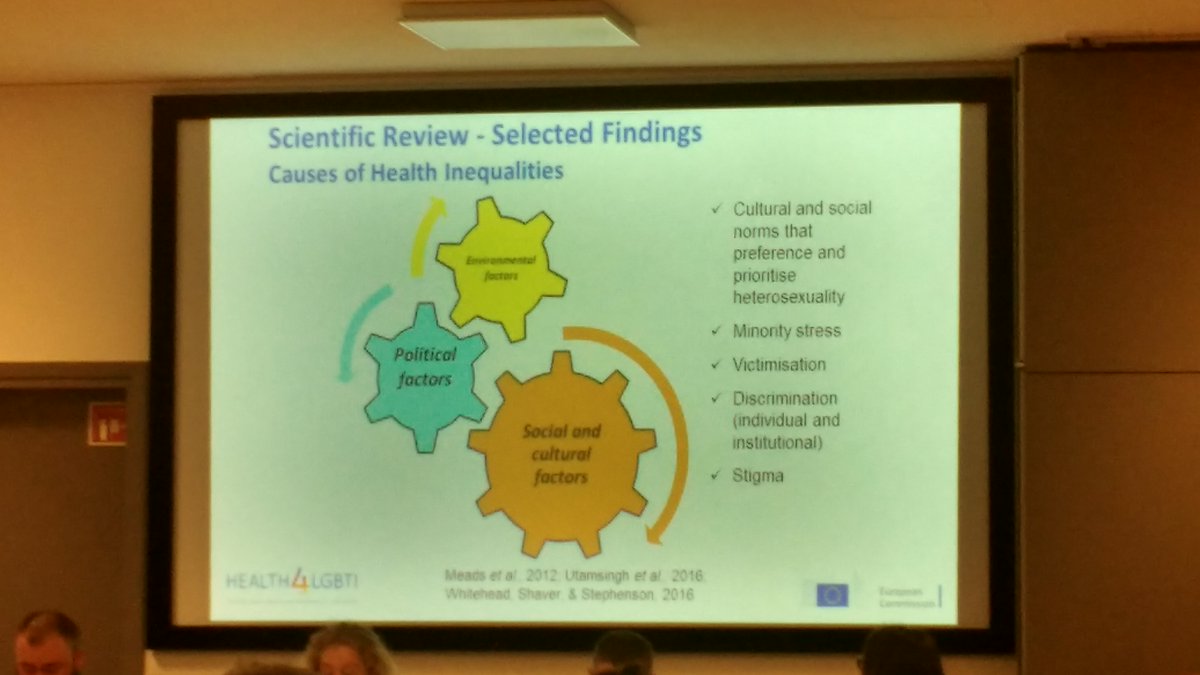 Scientific Review - Selected Findings
Causes of Health Inequalities
Environmental
factors
Political
factors
Social and
cultural
factors
✓ Cultural and social
norms that
preference and
prioritise
heterosexuality
✓ Minority stress
✓ Victimisation
✓ Discrimination
(individual and
institutional)
✓ Stigma
HEALTH4LGBTI
Meads et al. 2012; Utamsingh et al. 2016;
Whitehead, Shaver, & Stephenson, 2016
European
Commission